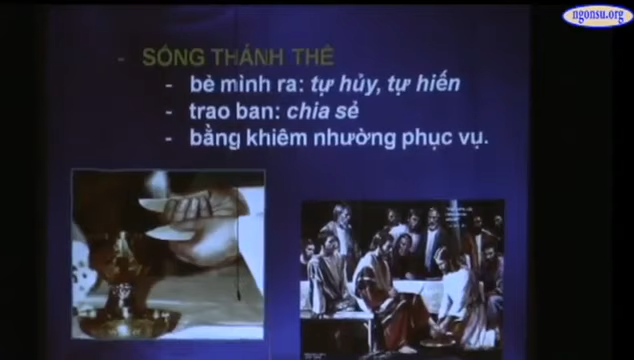 ngonsu.org
- SỐNG THÁNH THỂ
- bẻ mình ra: tự hủy, tự hiến
- trao ban: chia sẻ
- bằng khiêm nhường phục vụ.